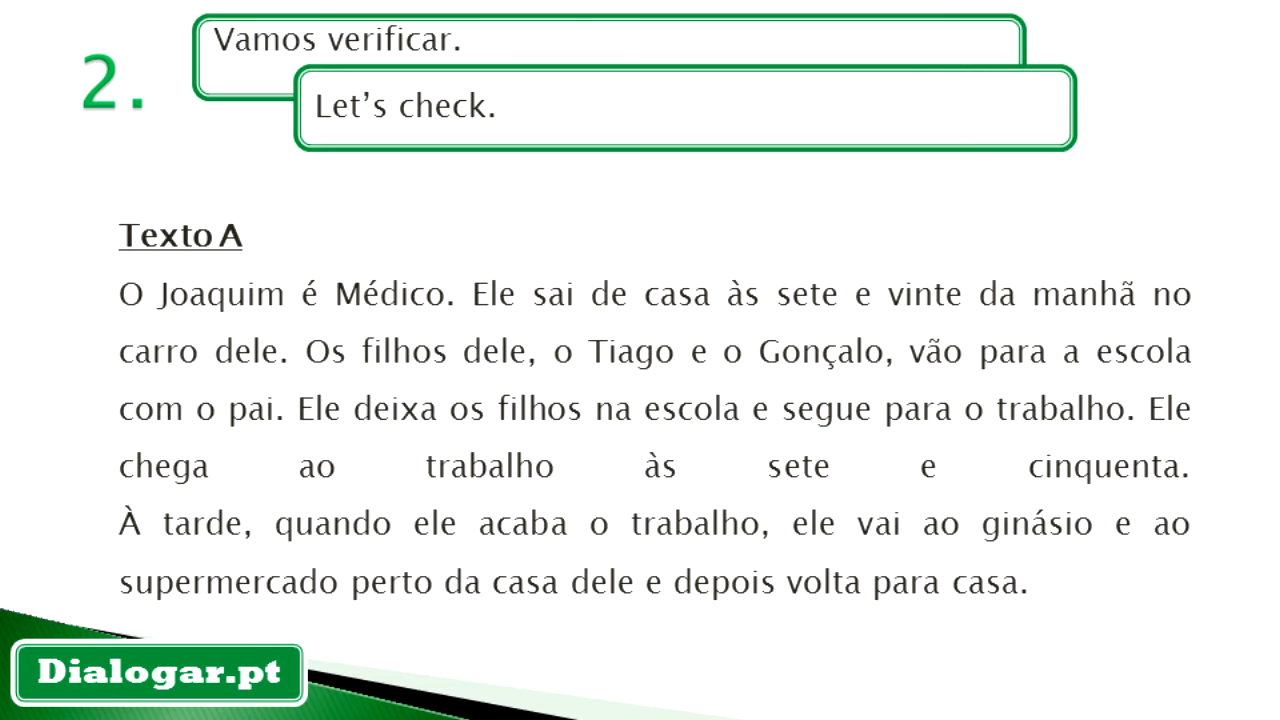 Vamos verificar.
2.
Let’s check.
Texto A
O Joaquim é Médico. Ele sai de casa às sete e vinte da manhã no
carro dele. Os filhos dele, o Tiago e o Gonçalo, vão para a escola
com o pai. Ele deixa os filhos na escola e segue para o trabalho. Ele
chega ao trabalho às sete e cinquenta.
À tarde, quando ele acaba o trabalho, ele vai ao ginásio e ao
supermercado perto da casa dele e depois volta para casa.
Dialogar.pt